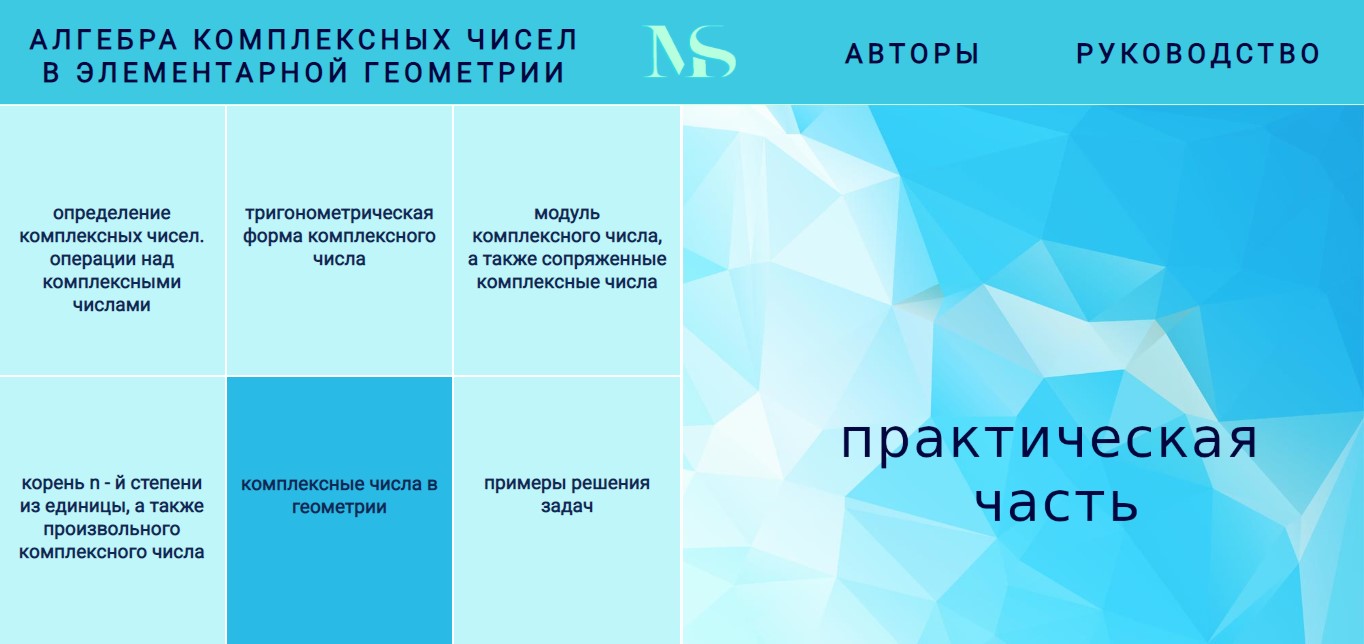 АЛГЕБРА КОМПЛЕКСНЫХ ЧИСЕЛ
В ЭЛЕМЕНТАРНОЙ ГЕОМЕТРИИ
MS
АВТОРЫ
РУКОВОДСТВО
определение
комплексных чисел.
операции над
комплексными
числами
тригонометрическая
форма комплексного
числа
модуль
комплексного числа,
а также сопряженные
комплексные числа
корень n - й степени
из единицы, а также
произвольного
комплексного числа
комплексные числа в
геометрии
примеры решения
задач
практическая
часть